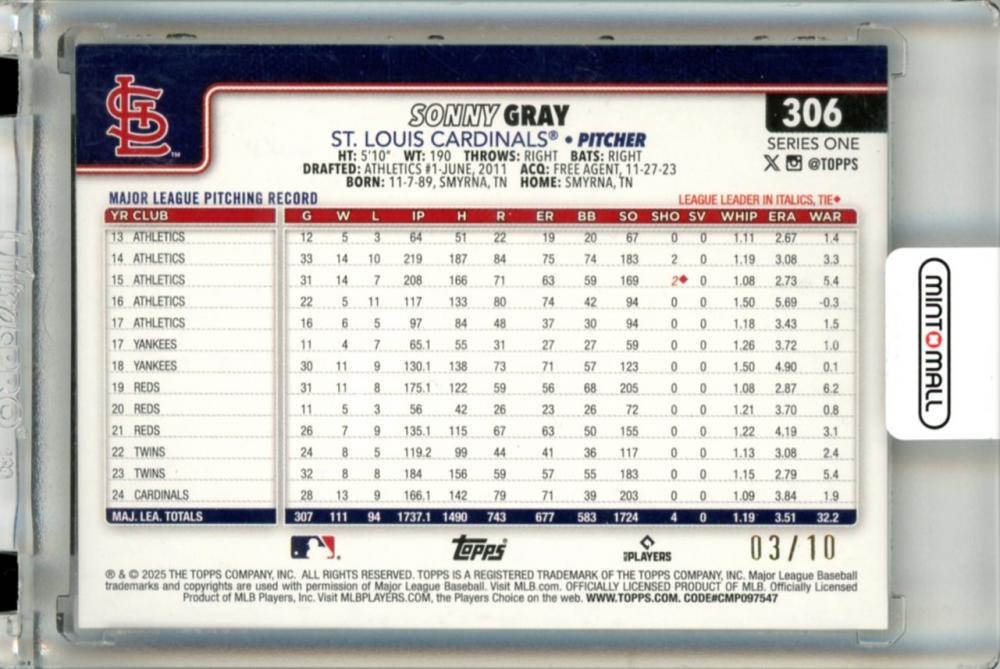 SONNY GRAY
ST. LOUIS CARDINALS® • PITCHER
HT: 5'10" WT: 190 THROWS: RIGHT BATS: RIGHT
DRAFTED: ATHLETICS #1-JUNE, 2011 ACQ: FREE AGENT, 11-27-23
BORN: 11-7-89, SMYRNA, TN HOME: SMYRNA, TN
306
SERIES ONE
X @TOPPS
STL TM
MAJOR LEAGUE PITCHING RECORD LEAGUE LEADER IN ITALICS, TIE♦
YR CLUB G W L IP H R ER BB SO SHO SV WHIP ERA WAR
13 ATHLETICS 12 5 3 64 51 22 19 20 67 0 0 1.11 2.67 1.4
14 ATHLETICS 33 14 10 219 187 84 75 74 183 2 0 1.19 3.08 3.3
15 ATHLETICS 31 14 7 208 166 71 63 59 169 2♦ 0 1.08 2.73 5.4
16 ATHLETICS 22 5 11 117 133 80 74 42 94 0 0 1.50 5.69 -0.3
17 ATHLETICS 16 6 5 97 84 48 37 30 94 0 0 1.18 3.43 1.5
17 YANKEES 11 4 7 65.1 55 31 27 27 59 0 0 1.26 3.72 1.0
18 YANKEES 30 11 9 130.1 138 73 71 57 123 0 0 1.50 4.90 0.1
19 REDS 31 11 8 175.1 122 59 56 68 205 0 0 1.08 2.87 6.2
20 REDS 11 5 3 56 42 26 23 26 72 0 0 1.21 3.70 0.8
21 REDS 26 7 9 135.1 115 67 63 50 155 0 0 1.22 4.19 3.1
22 TWINS 24 8 5 119.2 99 44 41 36 117 0 0 1.13 3.08 2.4
23 TWINS 32 8 8 184 156 59 57 55 183 0 0 1.15 2.79 5.4
24 CARDINALS 28 13 9 166.1 142 79 71 39 203 0 0 1.09 3.84 1.9
MAJ. LEA. TOTALS 307 111 94 1737.1 1490 743 677 583 1724 4 0 1.19 3.51 32.2
Topps PLAYERS 03/10
® & © 2025 THE TOPPS COMPANY, INC. ALL RIGHTS RESERVED. TOPPS IS A REGISTERED TRADEMARK OF THE TOPPS COMPANY, INC. Major League Baseball
trademarks and copyrights are used with permission of Major League Baseball. Visit MLB.com. OFFICIALLY LICENSED PRODUCT OF MLB. Officially Licensed
Product of MLB Players, Inc. Visit MLBPLAYERS.COM, the Players Choice on the web. WWW.TOPPS.COM. CODE#CMP097547
MINT MALL